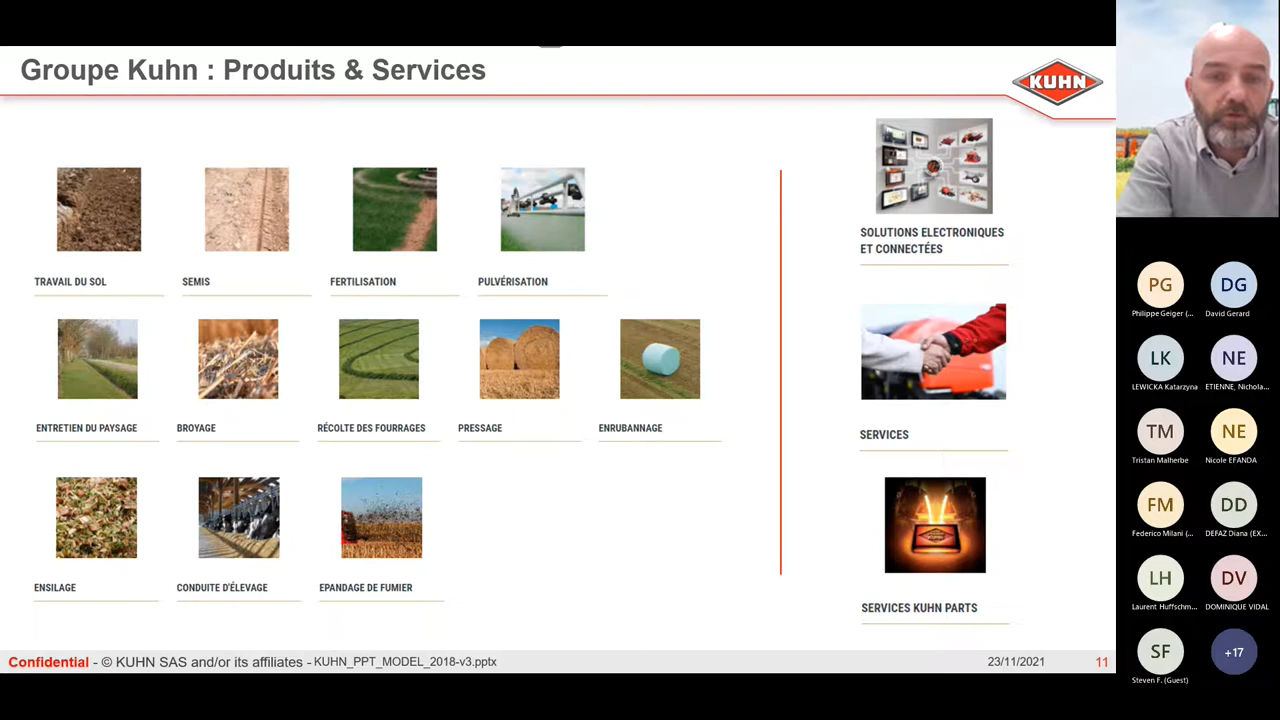 Groupe Kuhn : Produits & Services
KUHN
TRAVAIL DU SOL
SEMIS
FERTILISATION
PULVÉRISATION
ENTRETIEN DU PAYSAGE
BROYAGE
RÉCOLTE DES FOURRAGES
PRESSAGE
ENRUBANNAGE
ENSILAGE
CONDUITE D'ÉLEVAGE
EPANDAGE DE FUMIER
SOLUTIONS ELECTRONIQUES
ET CONNECTÉES
SERVICES
SERVICES KUHN PARTS
Confidential - © KUHN SAS and/or its affiliates - KUHN_PPT_MODEL_2018-v3.pptx
23/11/2021
11
PG
Philippe Geiger (...
DG
David Gerard
LK
LEWICKA Katarzyna
NE
ETIENNE, Nichola...
TM
Tristan Malherbe
NE
Nicole EFANDA
FM
Federico Milani (...
DD
DEFAZ Diana (EX...
LH
Laurent Huffschm...
DV
DOMINIQUE VIDAL
SF
Steven F. (Guest)
+17